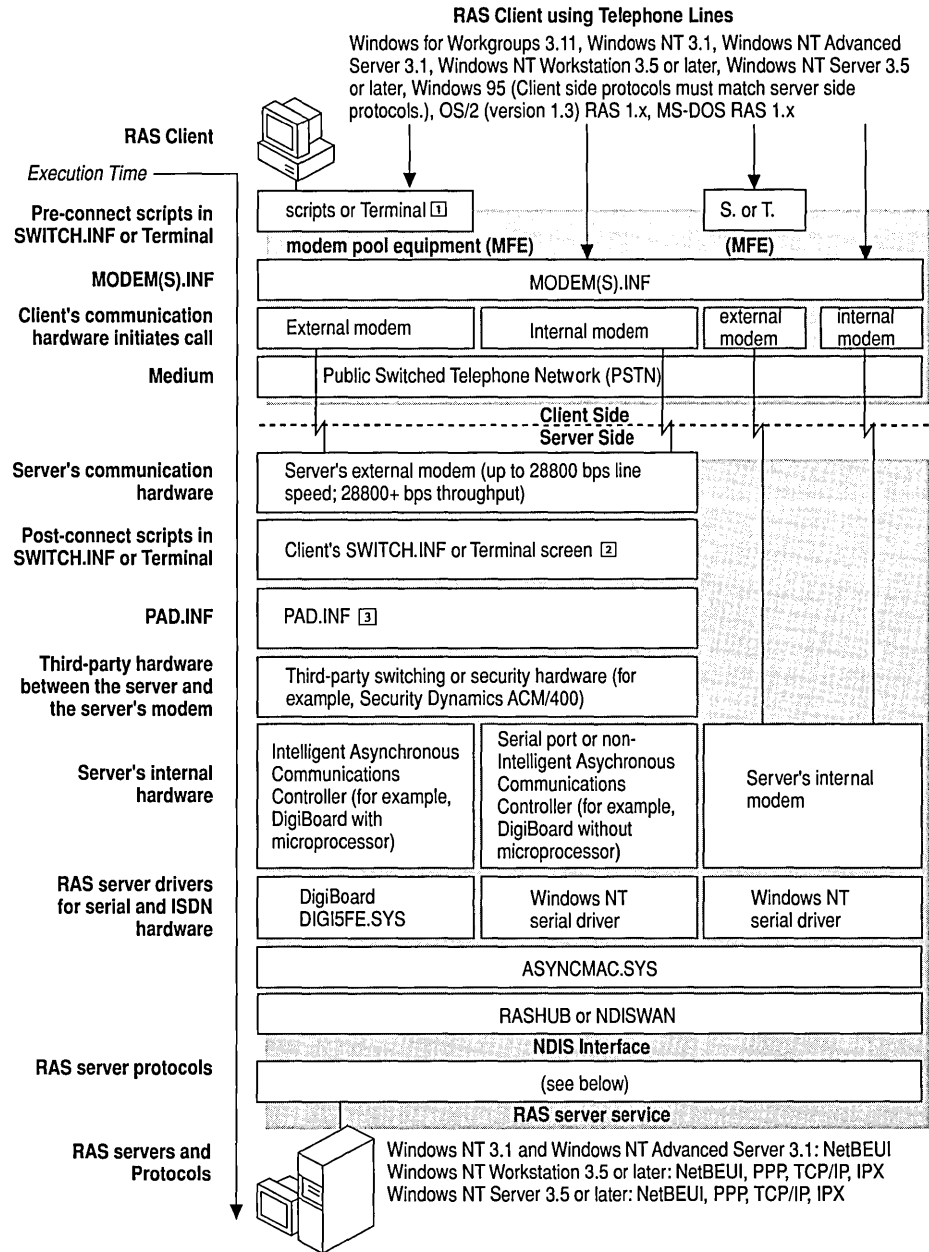 RAS Client using Telephone Lines
Windows for Workgroups 3.11, Windows NT 3.1, Windows NT Advanced
Server 3.1, Windows NT Workstation 3.5 or later, Windows NT Server 3.5
or later, Windows 95 (Client side protocols must match server side
protocols.), OS/2 (version 1.3) RAS 1.x, MS-DOS RAS 1.x
RAS Client
Execution Time
Pre-connect scripts in
SWITCH.INF or Terminal
scripts or Terminal 1
S. or T.
modem pool equipment (MFE)
(MFE)
MODEM(S).INF
MODEM(S).INF
Client's communication
hardware initiates call
External modem
Internal modem
external
modem
internal
modem
Medium
Public Switched Telephone Network (PSTN)
Client Side
Server Side
Server's communication
hardware
Server's external modem (up to 28800 bps line
speed; 28800+ bps throughput)
Post-connect scripts in
SWITCH.INF or Terminal
Client's SWITCH.INF or Terminal screen 2
PAD.INF
PAD.INF 3
Third-party hardware
between the server and
the server's modem
Third-party switching or security hardware (for
example, Security Dynamics ACM/400)
Server's internal
hardware
Intelligent Asynchronous
Communications
Controller (for example,
DigiBoard with
microprocessor)
Serial port or non-
Intelligent Asychronous
Communications
Controller (for example,
DigiBoard without
microprocessor)
Server's internal
modem
RAS server drivers
for serial and ISDN
hardware
DigiBoard
DIGI5FE.SYS
Windows NT
serial driver
Windows NT
serial driver
ASYNCMAC.SYS
RASHUB or NDISWAN
NDIS Interface
RAS server protocols
(see below)
RAS server service
RAS servers and
Protocols
Windows NT 3.1 and Windows NT Advanced Server 3.1: NetBEUI
Windows NT Workstation 3.5 or later: NetBEUI, PPP, TCP/IP, IPX
Windows NT Server 3.5 or later: NetBEUI, PPP, TCP/IP, IPX